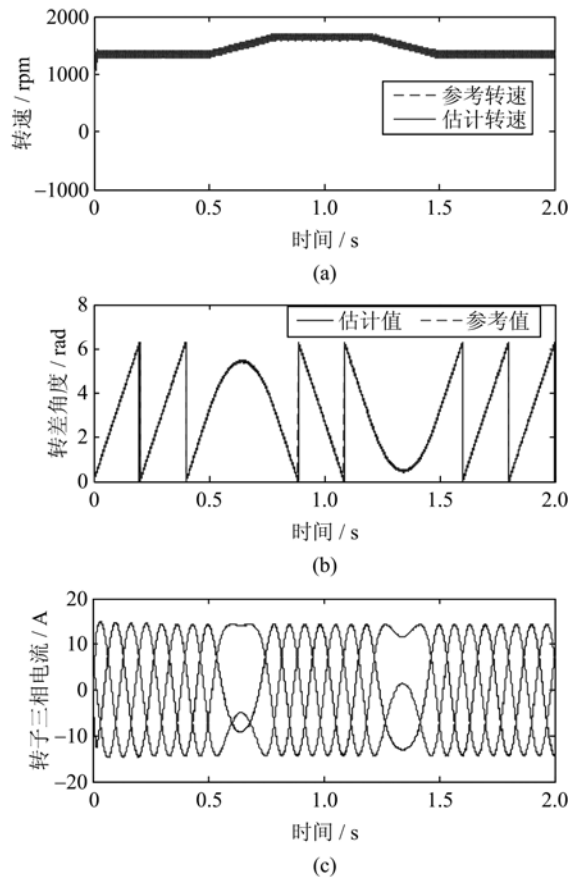 2000
1000
0
-1000
转速 / rpm
参考转速
估计转速
0 0.5 1.0 1.5 2.0
时间 / s
(a)
8
6
4
2
0
转差角度 / rad
估计值 参考值
0 0.5 1.0 1.5 2.0
时间 / s
(b)
20
10
0
-10
-20
转子三相电流 / A
0 0.5 1.0 1.5 2.0
时间 / s
(c)